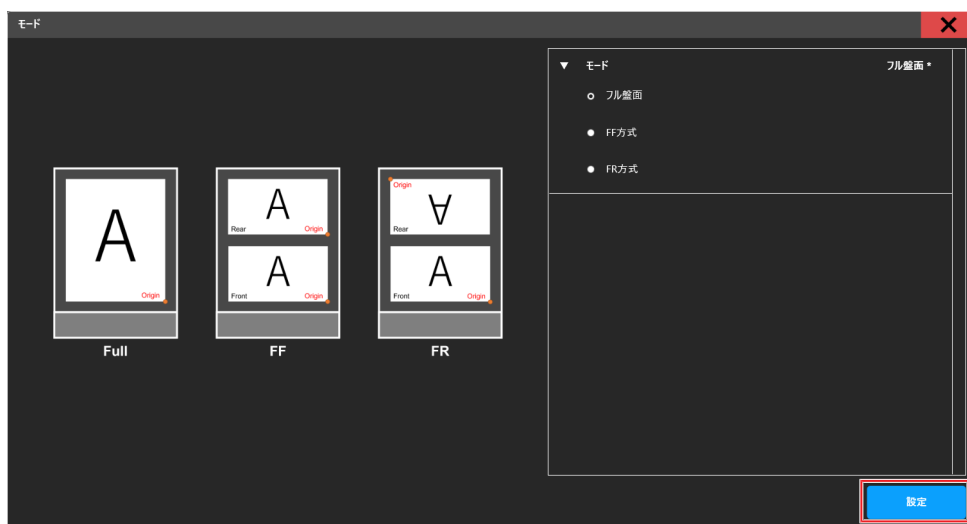 モード
▼ モード フル盤面 *
フル盤面
FF方式
FR方式
A
Origin
Full
A
Rear Origin
A
Front Origin
FF
Origin
A
Rear
A
Front Origin
FR
設定